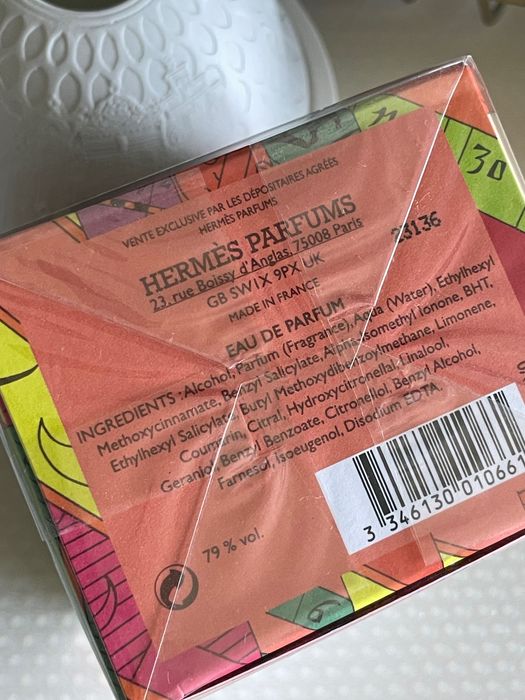 VENTE EXCLUSIVE PAR LES DÉPOSITAIRES AGRÉÉS
HERMÈS PARFUMS
HERMÈS PARFUMS
23, rue Boissy d'Anglas, 75008 Paris
GB SW1X 9PX UK
MADE IN FRANCE
23136
EAU DE PARFUM
INGREDIENTS : Alcohol, Parfum (Fragrance), Aqua (Water), Ethylhexyl
Methoxycinnamate, Benzyl Salicylate, Alpha-Isomethyl Ionone, BHT,
Ethylhexyl Salicylate, Butyl Methoxydibenzoylmethane, Limonene,
Coumarin, Citral, Hydroxycitronellal, Linalool,
Geraniol, Benzyl Benzoate, Citronellol, Benzyl Alcohol,
Farnesol, Isoeugenol, Disodium EDTA.
79 % vol.
3 346130 01066
30